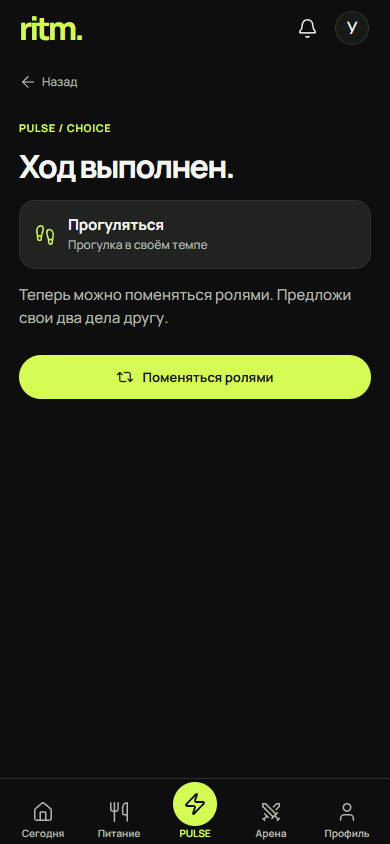 ritm.
У
Назад
PULSE / CHOICE
Ход выполнен.
Прогуляться
Прогулка в своём темпе
Теперь можно поменяться ролями. Предложи
свои два дела другу.
Поменяться ролями
Сегодня Питание PULSE Арена Профиль